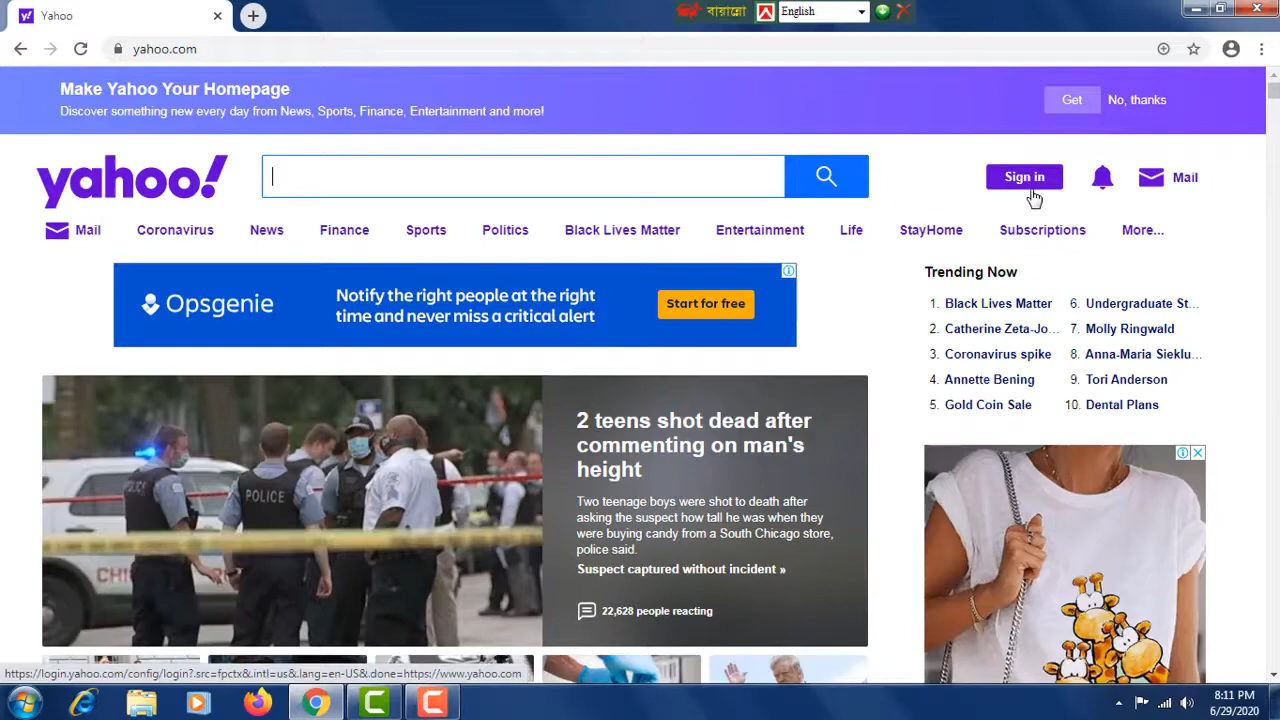 Yahoo
বায়ান্নো
English
yahoo.com
Make Yahoo Your Homepage
Discover something new every day from News, Sports, Finance, Entertainment and more!
Get
No, thanks
yahoo!
Sign in
Mail
Mail
Coronavirus
News
Finance
Sports
Politics
Black Lives Matter
Entertainment
Life
StayHome
Subscriptions
More...
Opsgenie
Notify the right people at the right
time and never miss a critical alert
Start for free
Trending Now
1. Black Lives Matter
2. Catherine Zeta-Jo...
3. Coronavirus spike
4. Annette Bening
5. Gold Coin Sale
6. Undergraduate St...
7. Molly Ringwald
8. Anna-Maria Sieklu...
9. Tori Anderson
10. Dental Plans
POLICE
POLICE
2 teens shot dead after
commenting on man's
height
Two teenage boys were shot to death after
asking the suspect how tall he was when they
were buying candy from a South Chicago store,
police said.
Suspect captured without incident »
22,628 people reacting
https://login.yahoo.com/config/login?.src=fpctx&.intl=us&.lang=en-US&.done=https://www.yahoo.com
8:11 PM
6/29/2020